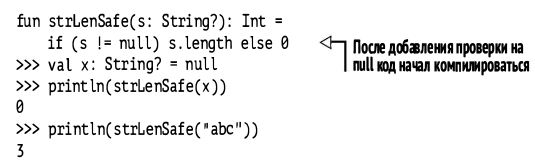 fun strLenSafe(s: String?): Int =
    if (s != null) s.length else 0
После добавления проверки на
null код начал компилироваться
>>> val x: String? = null
>>> println(strLenSafe(x))
0
>>> println(strLenSafe("abc"))
3